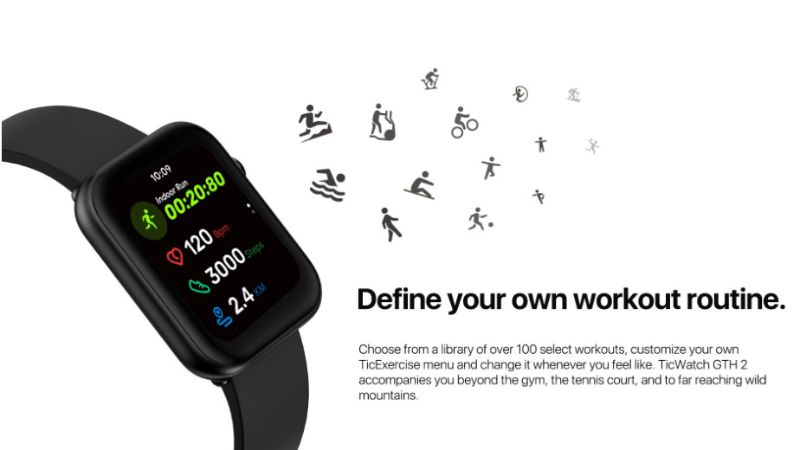 10:09
Indoor Run
00:20:80
120 Bpm
3000 Steps
2.4 KM
Define your own workout routine.
Choose from a library of over 100 select workouts, customize your own
TicExercise menu and change it whenever you feel like. TicWatch GTH 2
accompanies you beyond the gym, the tennis court, and to far reaching wild
mountains.